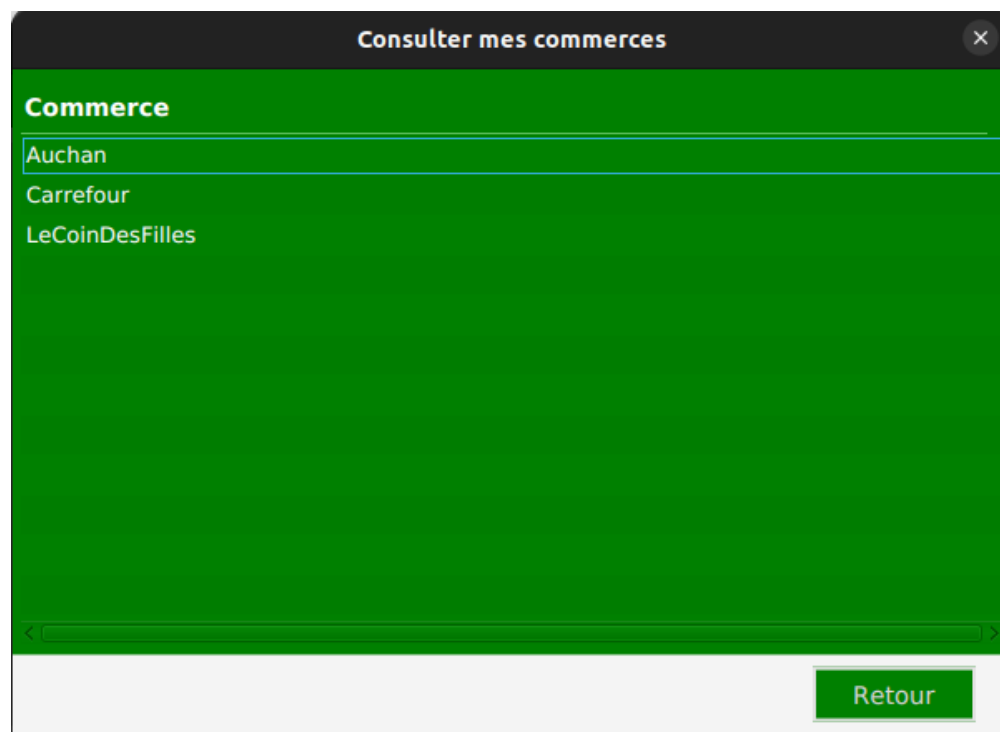 Consulter mes commerces
Commerce
Auchan
Carrefour
LeCoinDesFilles
Retour